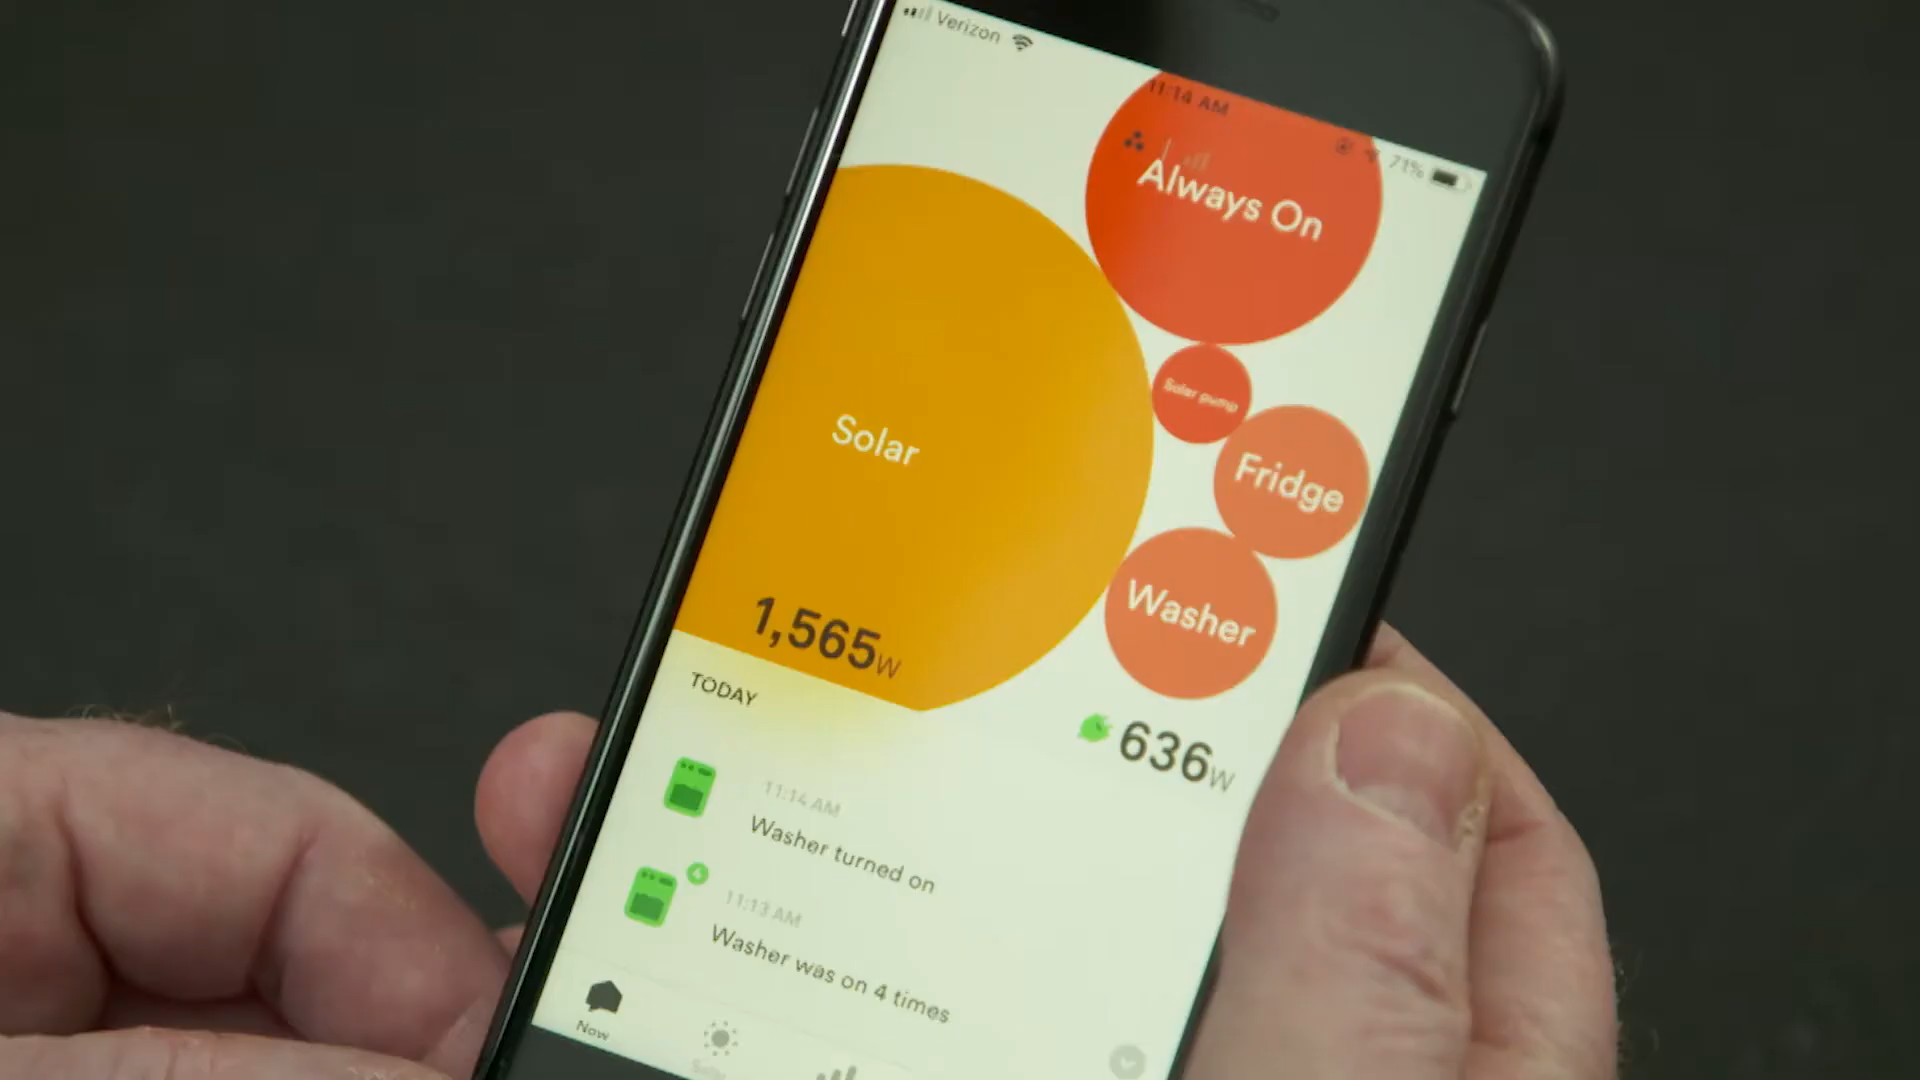 Verizon
11:14 AM
71%
Always On
Solar pump
Solar
Fridge
Washer
1,565W
636W
TODAY
11:14 AM
Washer turned on
11:13 AM
Washer was on 4 times
Now